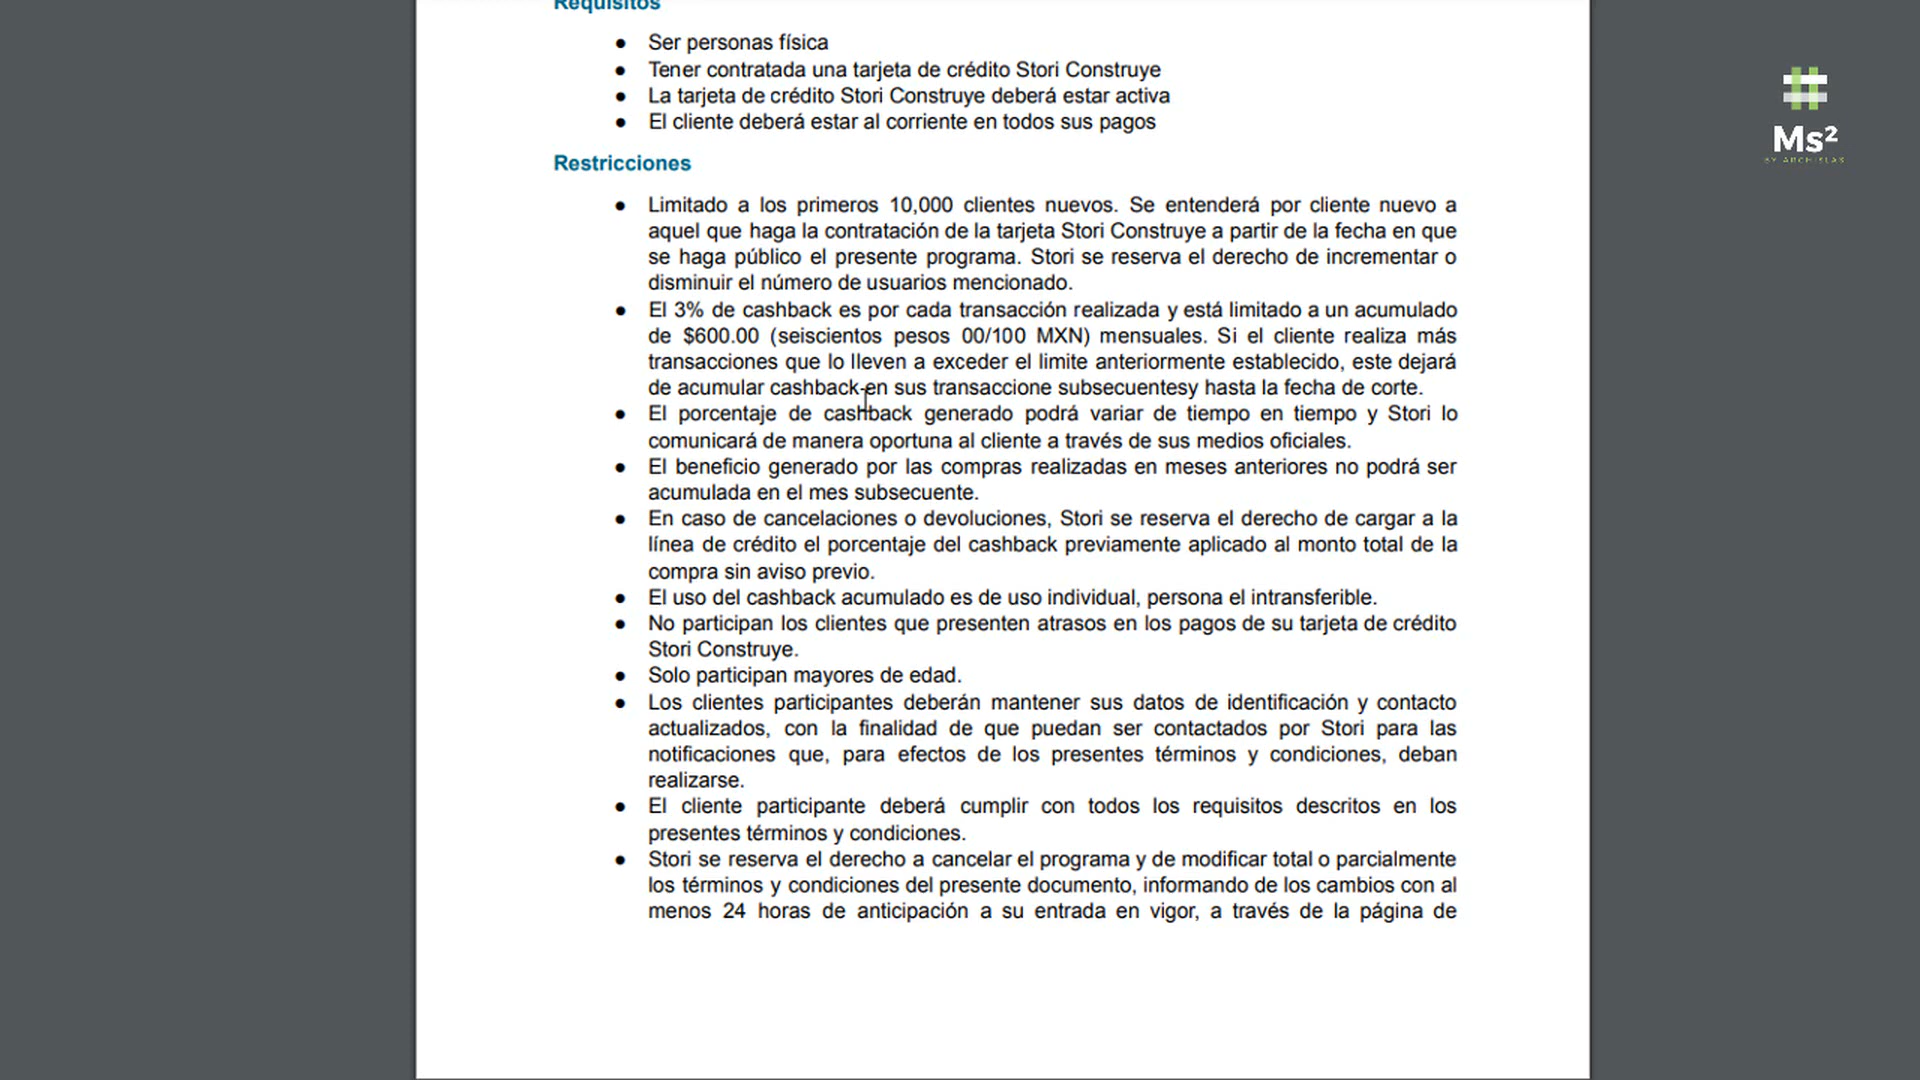 Requisitos
● Ser personas física
● Tener contratada una tarjeta de crédito Stori Construye
● La tarjeta de crédito Stori Construye deberá estar activa
● El cliente deberá estar al corriente en todos sus pagos
Restricciones
● Limitado a los primeros 10,000 clientes nuevos. Se entenderá por cliente nuevo a
aquel que haga la contratación de la tarjeta Stori Construye a partir de la fecha en que
se haga público el presente programa. Stori se reserva el derecho de incrementar o
disminuir el número de usuarios mencionado.
● El 3% de cashback es por cada transacción realizada y está limitado a un acumulado
de $600.00 (seiscientos pesos 00/100 MXN) mensuales. Si el cliente realiza más
transacciones que lo lleven a exceder el limite anteriormente establecido, este dejará
de acumular cashback en sus transaccione subsecuentesy hasta la fecha de corte.
● El porcentaje de cashback generado podrá variar de tiempo en tiempo y Stori lo
comunicará de manera oportuna al cliente a través de sus medios oficiales.
● El beneficio generado por las compras realizadas en meses anteriores no podrá ser
acumulada en el mes subsecuente.
● En caso de cancelaciones o devoluciones, Stori se reserva el derecho de cargar a la
línea de crédito el porcentaje del cashback previamente aplicado al monto total de la
compra sin aviso previo.
● El uso del cashback acumulado es de uso individual, persona el intransferible.
● No participan los clientes que presenten atrasos en los pagos de su tarjeta de crédito
Stori Construye.
● Solo participan mayores de edad.
● Los clientes participantes deberán mantener sus datos de identificación y contacto
actualizados, con la finalidad de que puedan ser contactados por Stori para las
notificaciones que, para efectos de los presentes términos y condiciones, deban
realizarse.
● El cliente participante deberá cumplir con todos los requisitos descritos en los
presentes términos y condiciones.
● Stori se reserva el derecho a cancelar el programa y de modificar total o parcialmente
los términos y condiciones del presente documento, informando de los cambios con al
menos 24 horas de anticipación a su entrada en vigor, a través de la página de
Ms²
BY ARCHISLAS